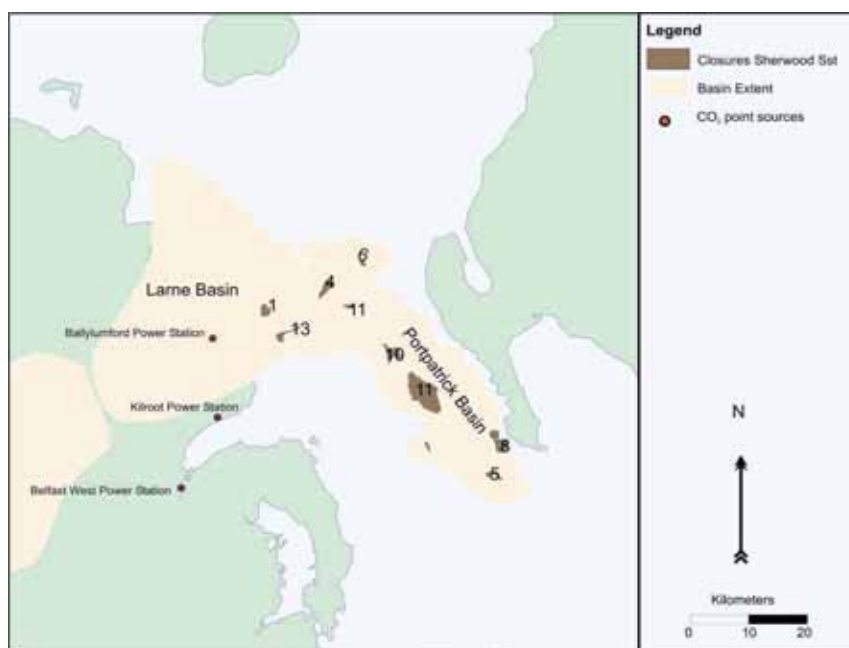 Legend
Closures Sherwood Sst
Basin Extent
CO₂ point sources
6
4
Larne Basin
1
11
13
Ballylumford Power Station
10
Portpatrick Basin
11
Kilroot Power Station
8
5
Belfast West Power Station
N
Kilometers
0 10 20